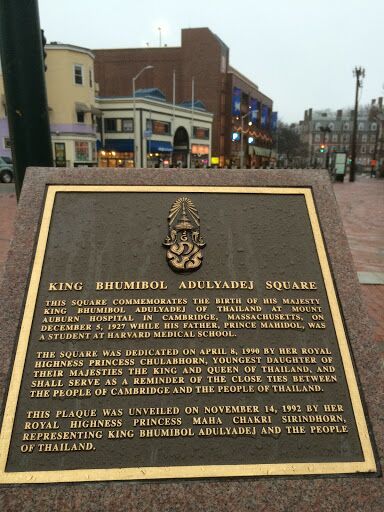 KING BHUMIBOL ADULYADEJ SQUARE
THIS SQUARE COMMEMORATES THE BIRTH OF HIS MAJESTY
KING BHUMIBOL ADULYADEJ OF THAILAND AT MOUNT
AUBURN HOSPITAL IN CAMBRIDGE, MASSACHUSETTS, ON
DECEMBER 5, 1927 WHILE HIS FATHER, PRINCE MAHIDOL, WAS
A STUDENT AT HARVARD MEDICAL SCHOOL.
THE SQUARE WAS DEDICATED ON APRIL 8, 1990 BY HER ROYAL
HIGHNESS PRINCESS CHULABHORN, YOUNGEST DAUGHTER OF
THEIR MAJESTIES THE KING AND QUEEN OF THAILAND, AND
SHALL SERVE AS A REMINDER OF THE CLOSE TIES BETWEEN
THE PEOPLE OF CAMBRIDGE AND THE PEOPLE OF THAILAND.
THIS PLAQUE WAS UNVEILED ON NOVEMBER 14, 1992 BY HER
ROYAL HIGHNESS PRINCESS MAHA CHAKRI SIRINDHORN,
REPRESENTING KING BHUMIBOL ADULYADEJ AND THE PEOPLE
OF THAILAND.